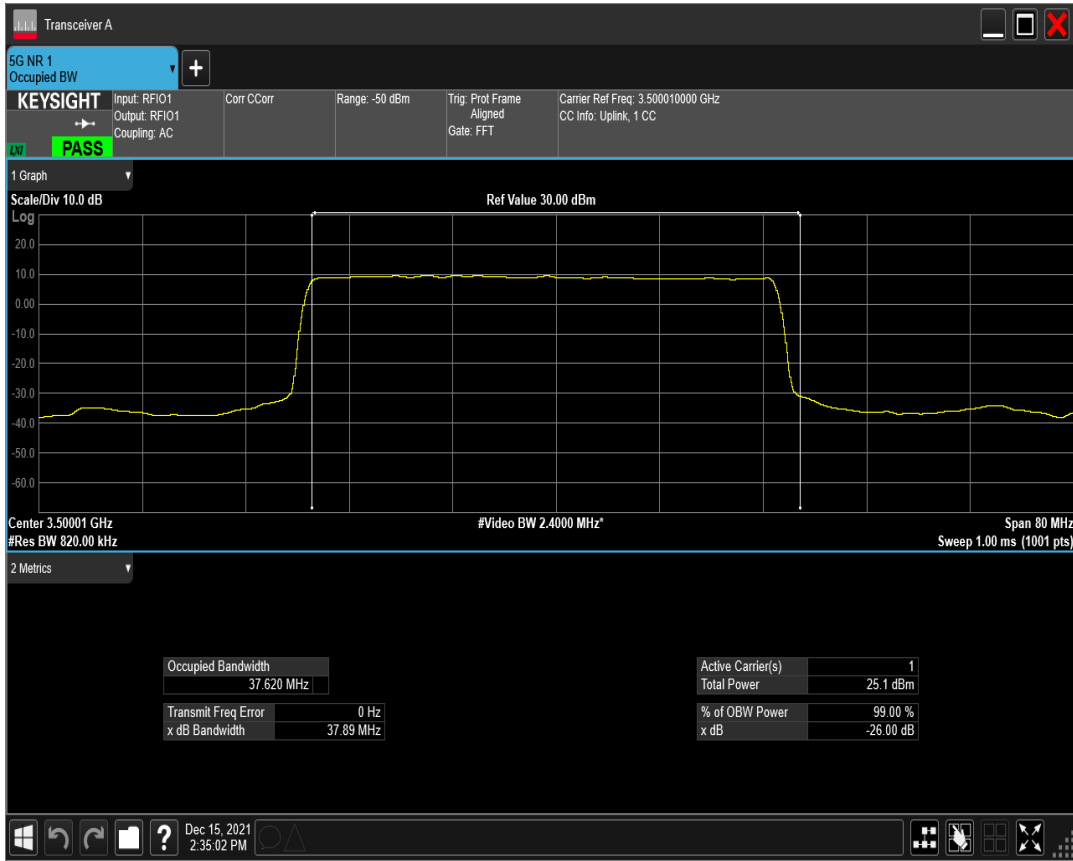 Transceiver A
5G NR 1
Occupied BW
+
KEYSIGHT
LXI
PASS
Input: RFIO1
Output: RFIO1
Coupling: AC
Corr CCorr
Range: -50 dBm
Trig: Prot Frame
Aligned
Gate: FFT
Carrier Ref Freq: 3.500010000 GHz
CC Info: Uplink, 1 CC
1 Graph
Scale/Div 10.0 dB
Ref Value 30.00 dBm
Log
20.0
10.0
0.00
-10.0
-20.0
-30.0
-40.0
-50.0
-60.0
Center 3.50001 GHz
#Video BW 2.4000 MHz*
Span 80 MHz
#Res BW 820.00 kHz
Sweep 1.00 ms (1001 pts)
2 Metrics
Occupied Bandwidth
37.620 MHz
Transmit Freq Error 0 Hz
x dB Bandwidth 37.89 MHz
Active Carrier(s) 1
Total Power 25.1 dBm
% of OBW Power 99.00 %
x dB -26.00 dB
?
Dec 15, 2021
2:35:02 PM